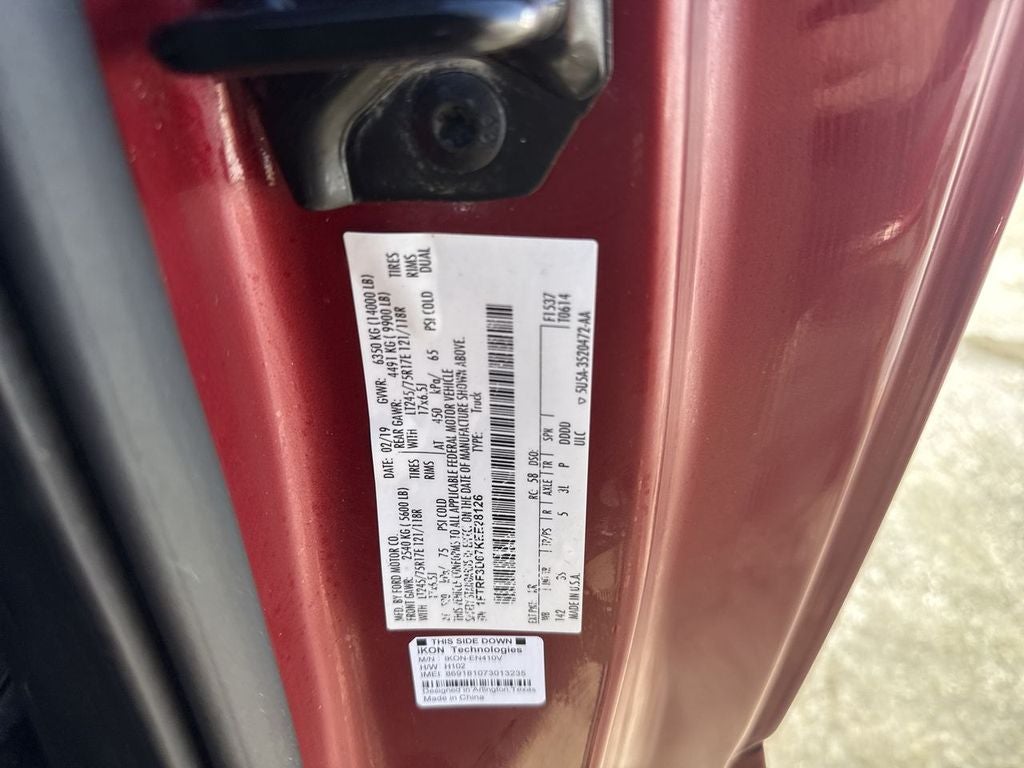 MFD. BY FORD MOTOR CO.
DATE: 02/19 GVWR: 6350 KG (14000 LB)
FRONT GAWR: 2540 KG ( 5600 LB) REAR GAWR: 4491 KG ( 9900 LB)
WITH LT245/75R17E 121/118R TIRES WITH LT245/75R17E 121/118R TIRES
17x6.5J RIMS 17x6.5J RIMS
kPa/ 75 PSI COLD AT 450 kPa/ 65 PSI COLD DUAL
THIS VEHICLE CONFORMS TO ALL APPLICABLE FEDERAL MOTOR VEHICLE
SAFETY STANDARDS IN EFFECT ON THE DATE OF MANUFACTURE SHOWN ABOVE.
TYPE: Truck
EXT PNT: RC: 58 DSO: F1537
WB R AXLE TR SPR T0614
142 5 3L P DDDD
MADE IN U.S.A. ULC ▽ 5U5A-3520472-AA
THIS SIDE DOWN
iKON Technologies
M/N : IKON-EN410V
H/W: H102
IMEI: 869181073013235
Designed in Arlington,Texas
Made in China